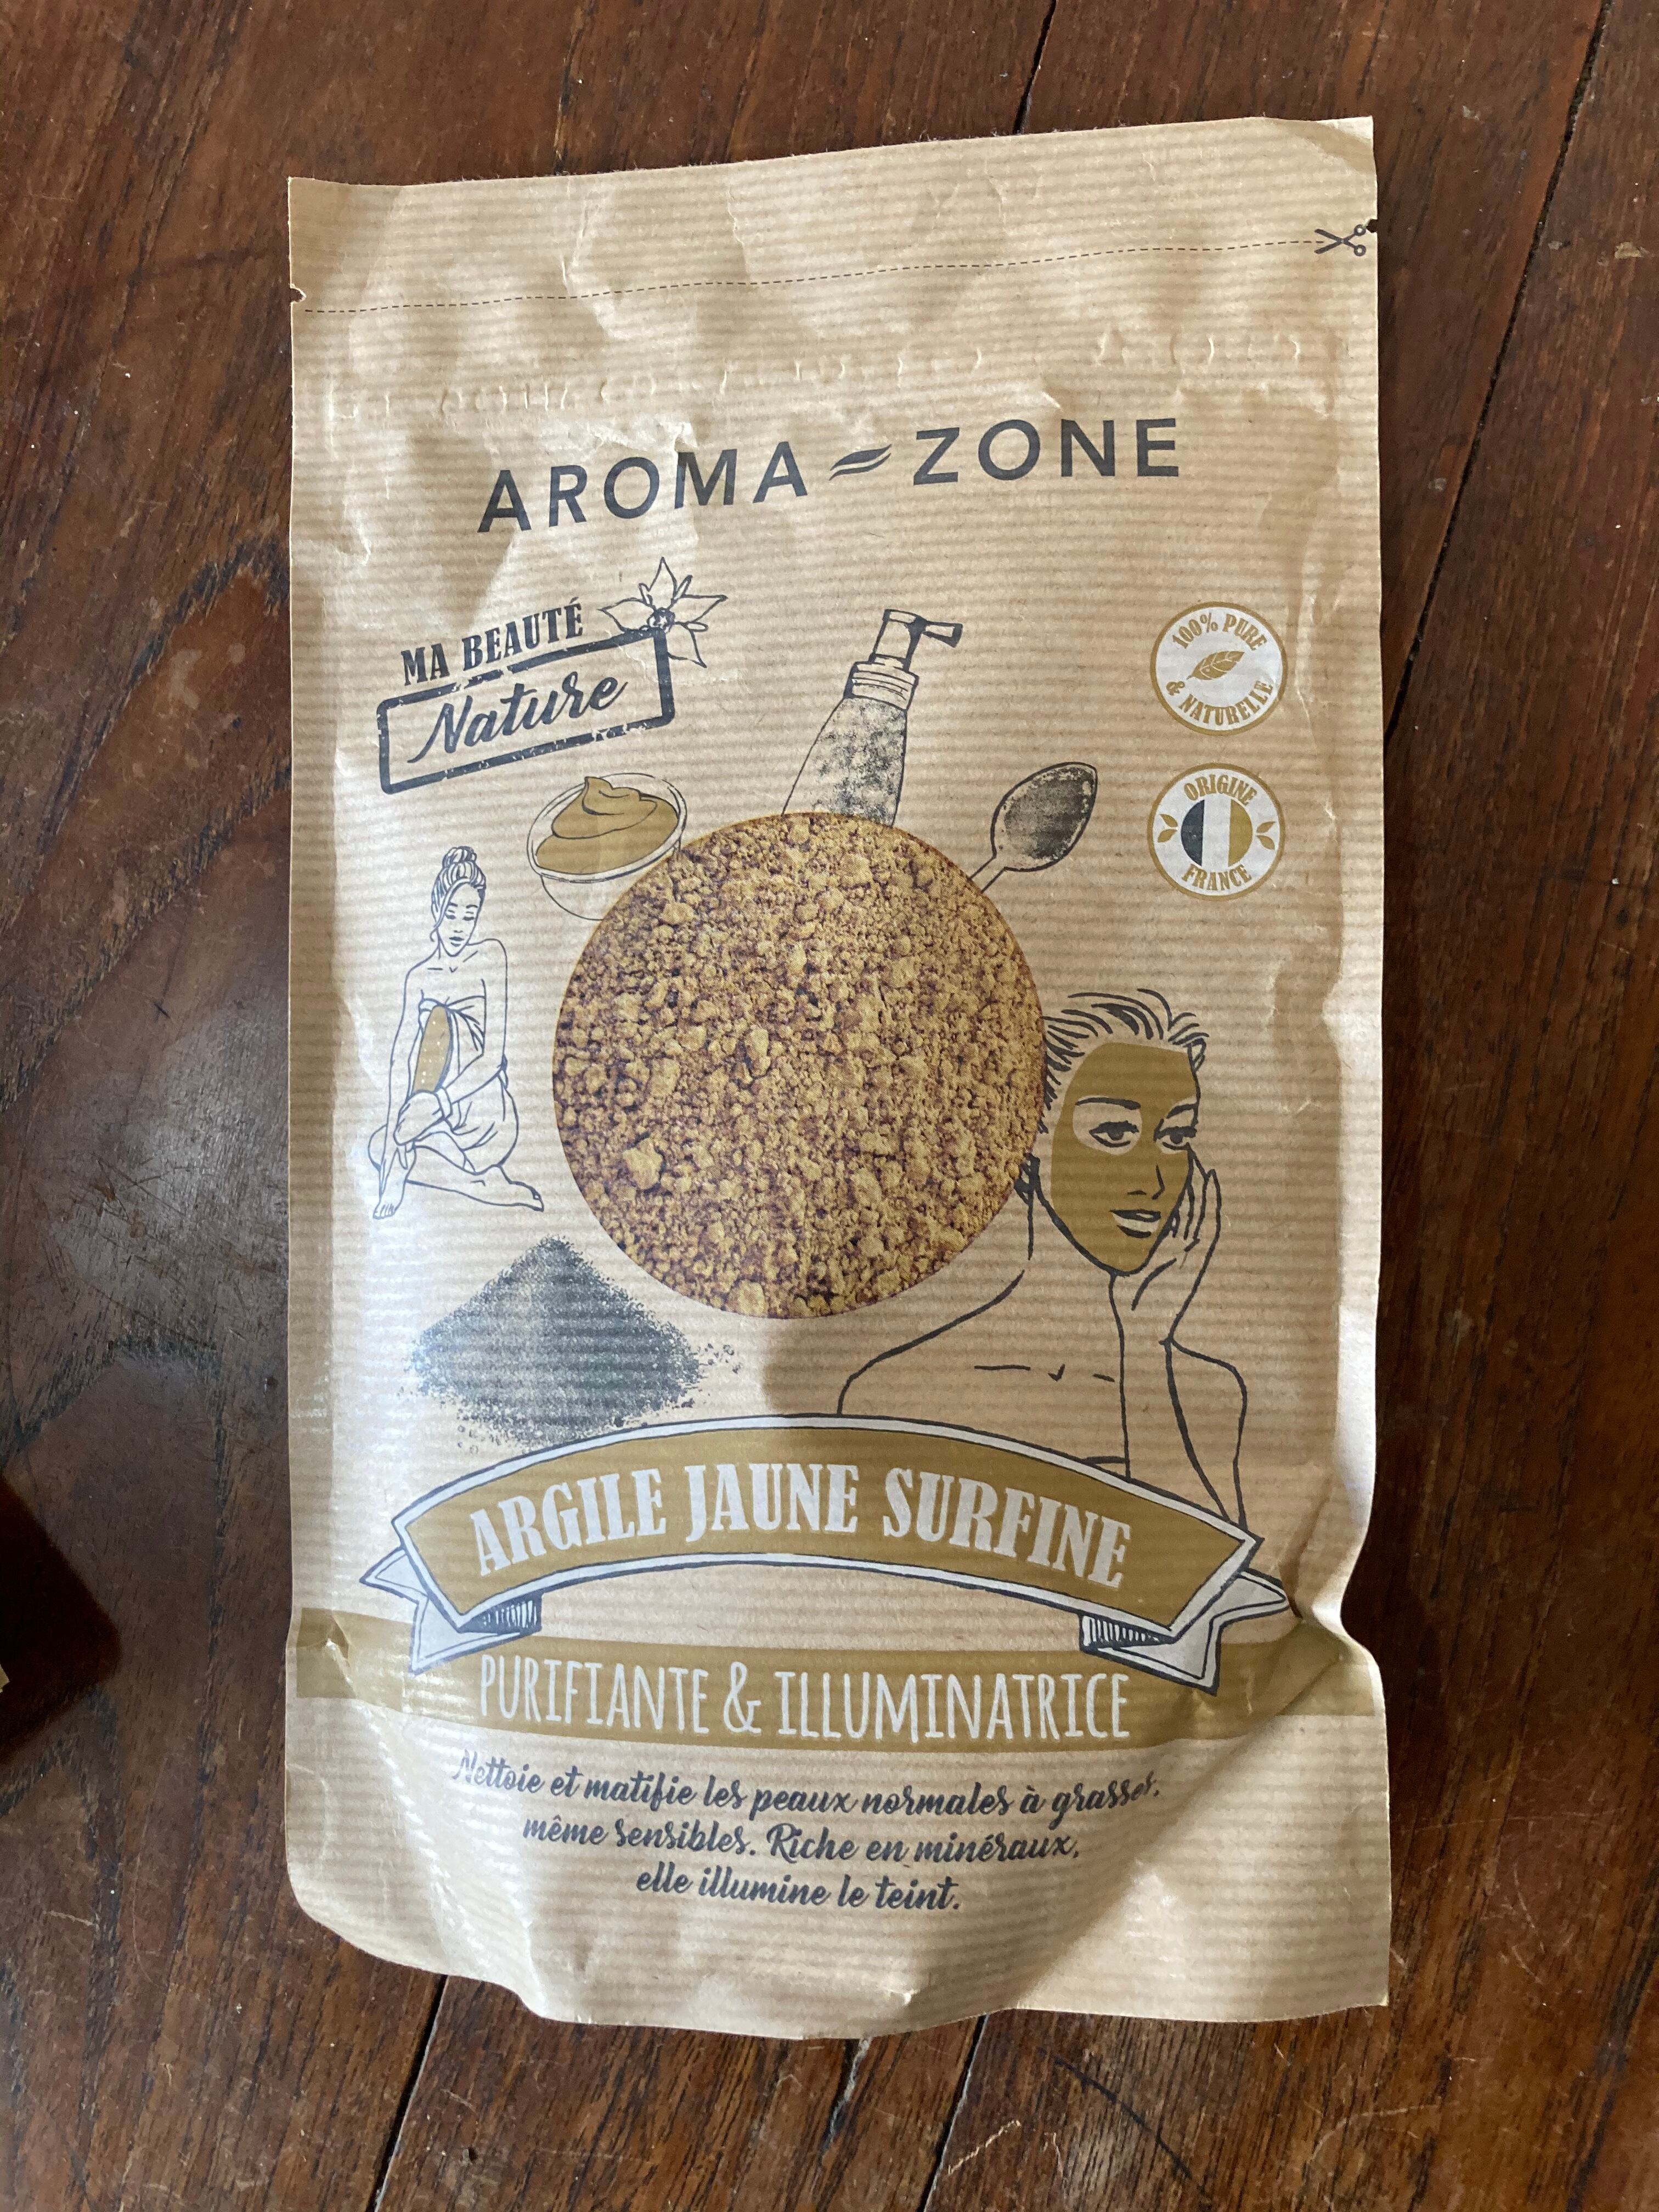 AROMA-ZONE
MA BEAUTÉ
Nature
100% PURE
& NATURELLE
ORIGINE
FRANCE
ARGILE JAUNE SURFINE
PURIFIANTE & ILLUMINATRICE
Nettoie et matifie les peaux normales à grasses,
même sensibles. Riche en minéraux,
elle illumine le teint.